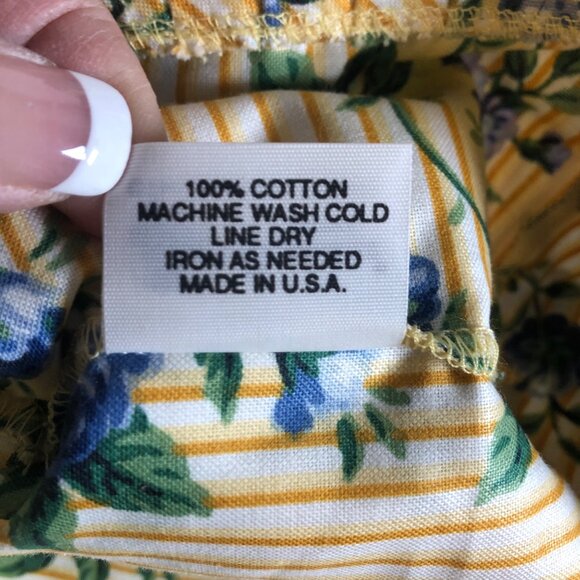 100% COTTON
MACHINE WASH COLD
LINE DRY
IRON AS NEEDED
MADE IN U.S.A.